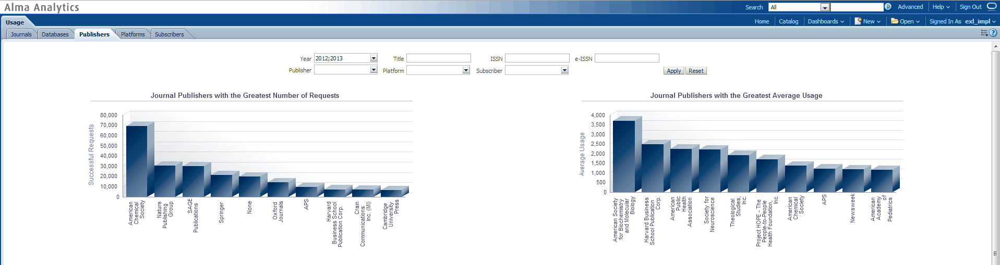 Alma Analytics
Search All Advanced Help Sign Out
Usage
Home Catalog Dashboards New Open Signed In As exl_impl
Journals Databases Publishers Platforms Subscribers
Year 2012;2013 Title ISSN e-ISSN
Publisher Platform Subscriber Apply Reset
Journal Publishers with the Greatest Number of Requests
Successful Requests
80,000
70,000
60,000
50,000
40,000
30,000
20,000
10,000
0
American
Chemical
Society
Nature
Publishing
Group
SAGE
Publications
Springer
None
Oxford
Journals
APS
Harvard
Business School
Publication Corp.
Crain
Communications
Inc. (MI)
Cambridge
University
Press
Journal Publishers with the Greatest Average Usage
Average Usage
4,000
3,500
3,000
2,500
2,000
1,500
1,000
500
0
American Society
for Biochemistry
and Molecular
Biology
Harvard Business
School Publication
Corp.
American
Public
Health
Association
Society for
Neuroscience
Theological
Studies,
Inc.
Project HOPE - The
People-to-People
Health Foundation,
Inc.
American
Chemical
Society
APS
Newsweek
American
Academy
of
Pediatrics